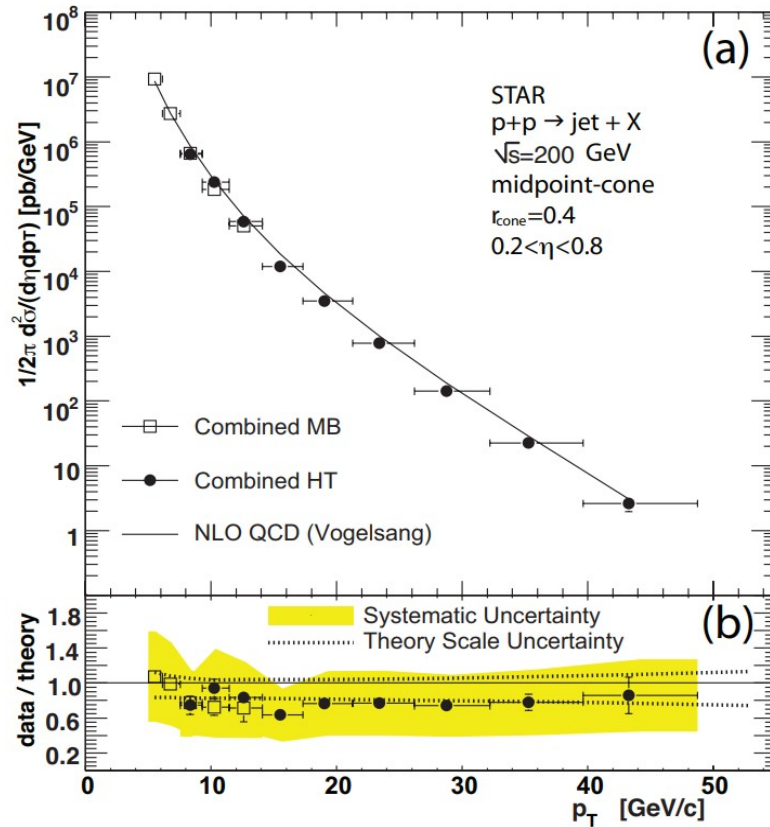 (a)
10⁸
10⁷
10⁶
10⁵
10⁴
10³
10²
10
1
1/2π d²σ/(dηdp_T) [pb/GeV]
STAR
p+p → jet + X
√s=200 GeV
midpoint-cone
r_cone=0.4
0.2<η<0.8
Combined MB
Combined HT
NLO QCD (Vogelsang)
(b)
Systematic Uncertainty
Theory Scale Uncertainty
data / theory
1.8
1.4
1.0
0.6
0.2
0 10 20 30 40 50
p_T [GeV/c]